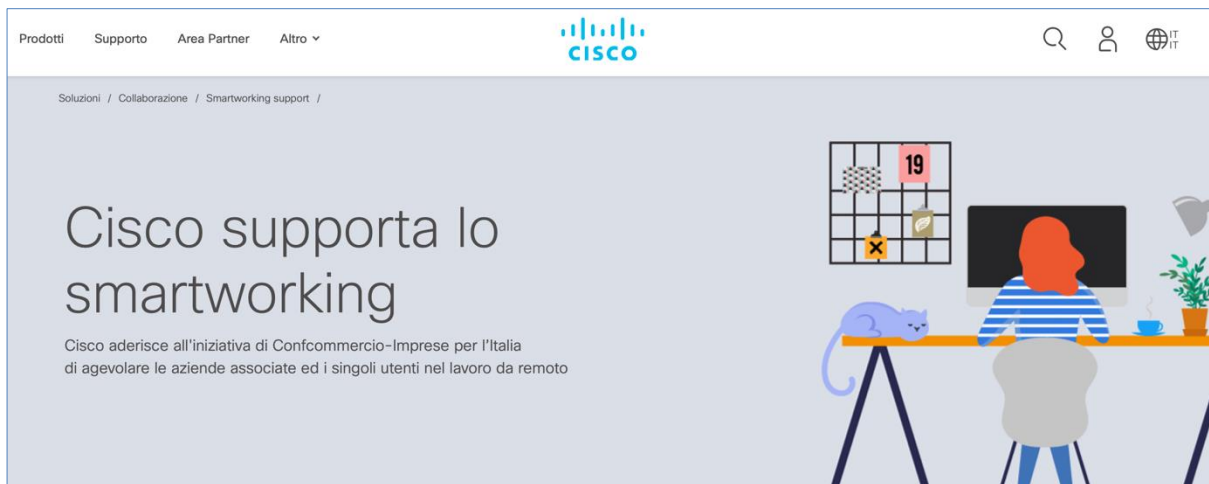 Prodotti Supporto Area Partner Altro
CISCO
IT
IT
Soluzioni / Collaborazione / Smartworking support /
19
Cisco supporta lo
smartworking
Cisco aderisce all'iniziativa di Confcommercio-Imprese per l'Italia
di agevolare le aziende associate ed i singoli utenti nel lavoro da remoto